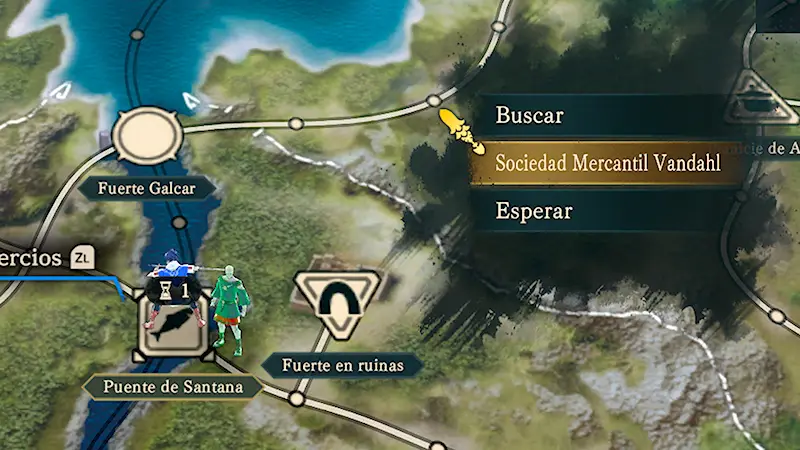 Buscar
Sociedad Mercantil Vandahl
Esperar
Fuerte Galcar
ZL
1
Fuerte en ruinas
Puente de Santana